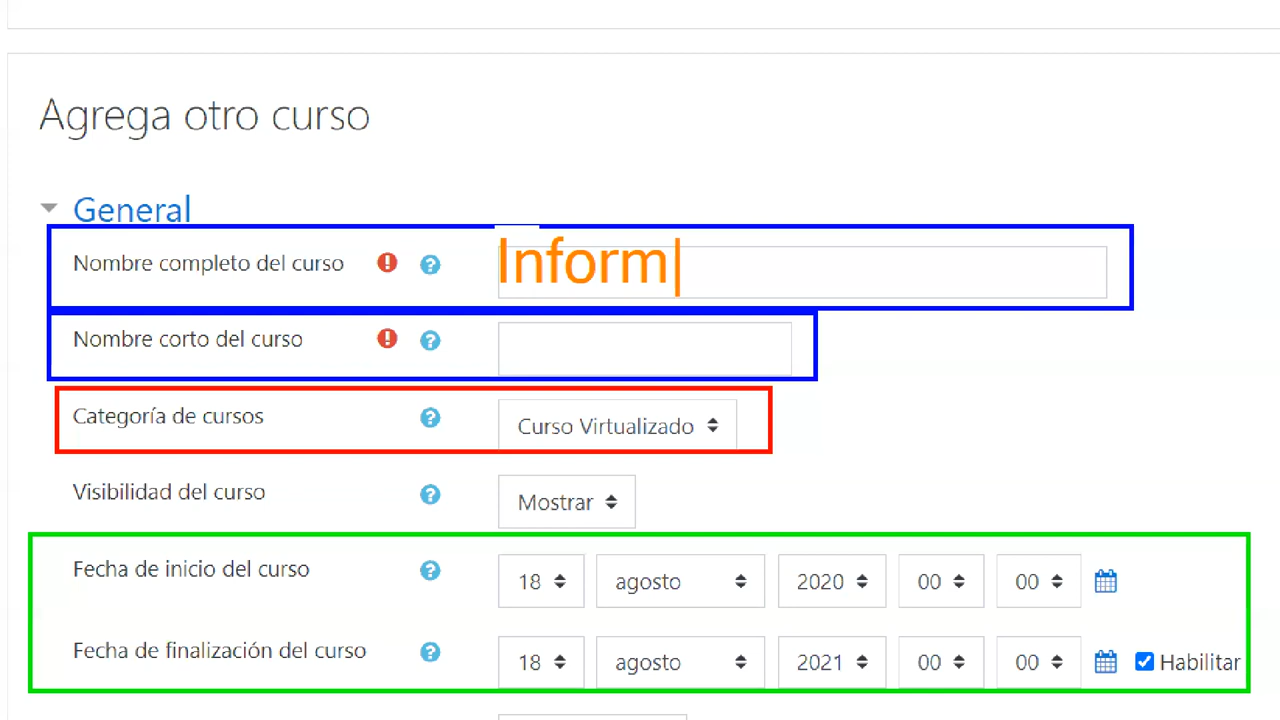 Agrega otro curso
General
Nombre completo del curso Inform
Nombre corto del curso
Categoría de cursos Curso Virtualizado
Visibilidad del curso Mostrar
Fecha de inicio del curso 18 agosto 2020 00 00
Fecha de finalización del curso 18 agosto 2021 00 00 Habilitar